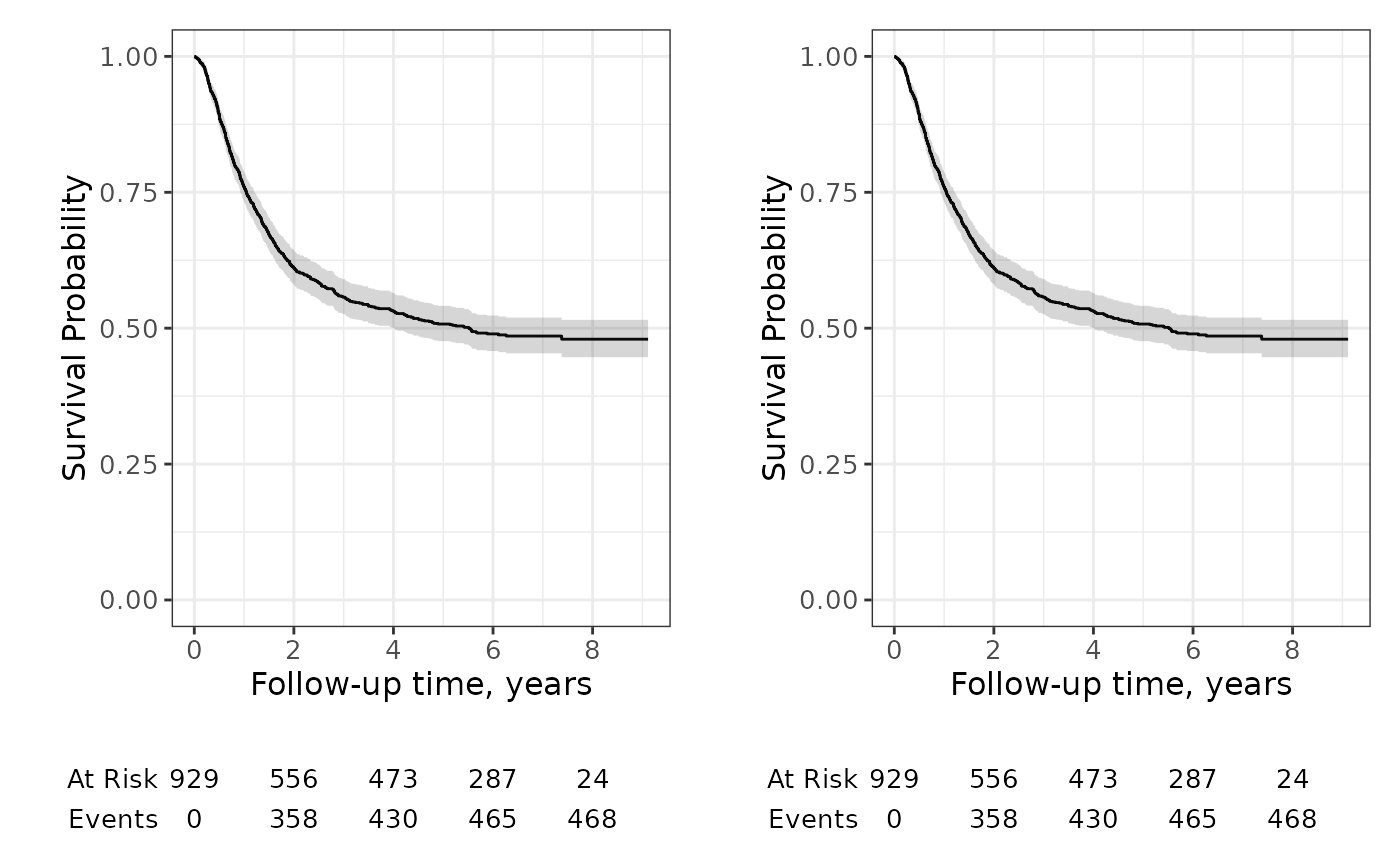 1.00
0.75
0.50
0.25
0.00
Survival Probability
0 2 4 6 8
Follow-up time, years
At Risk 929 556 473 287 24
Events 0 358 430 465 468
1.00
0.75
0.50
0.25
0.00
Survival Probability
0 2 4 6 8
Follow-up time, years
At Risk 929 556 473 287 24
Events 0 358 430 465 468